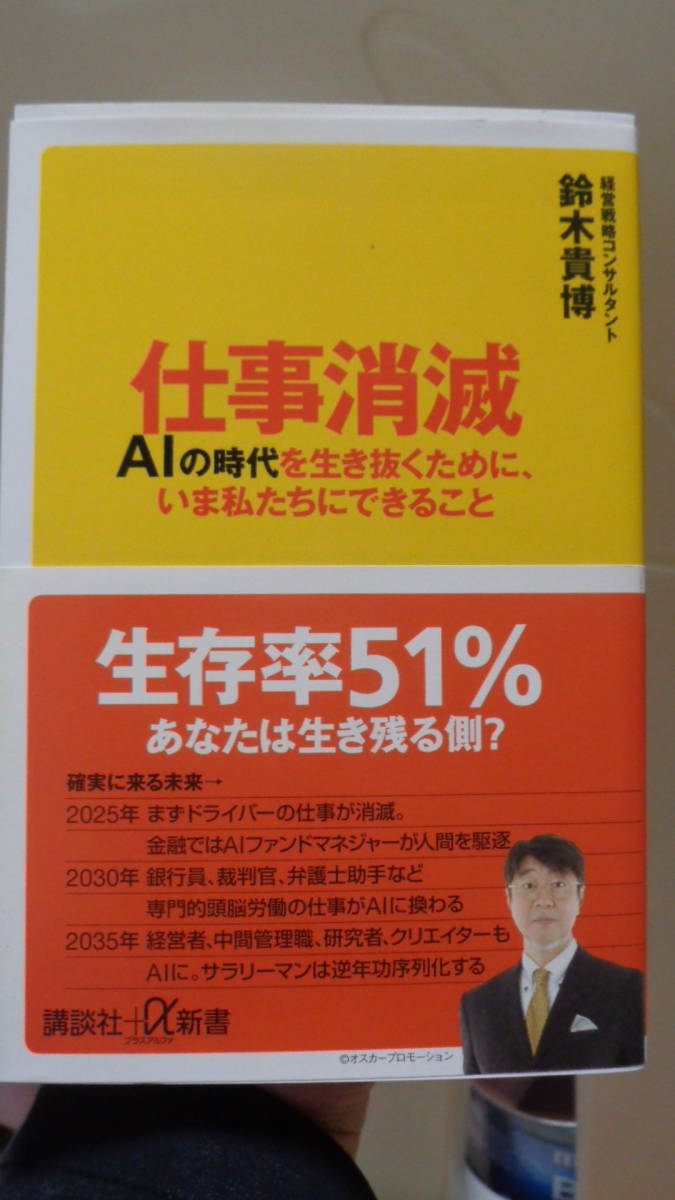 経営戦略コンサルタント
鈴木貴博
仕事消滅
AIの時代を生き抜くために、
いま私たちにできること
生存率51%
あなたは生き残る側?
確実に来る未来→
2025年 まずドライバーの仕事が消滅。
金融ではAIファンドマネジャーが人間を駆逐
2030年 銀行員、裁判官、弁護士助手など
専門的頭脳労働の仕事がAIに換わる
2035年 経営者、中間管理職、研究者、クリエイターも
AIに。サラリーマンは逆年功序列化する
講談社+α新書
プラスアルファ
©オスカープロモーション